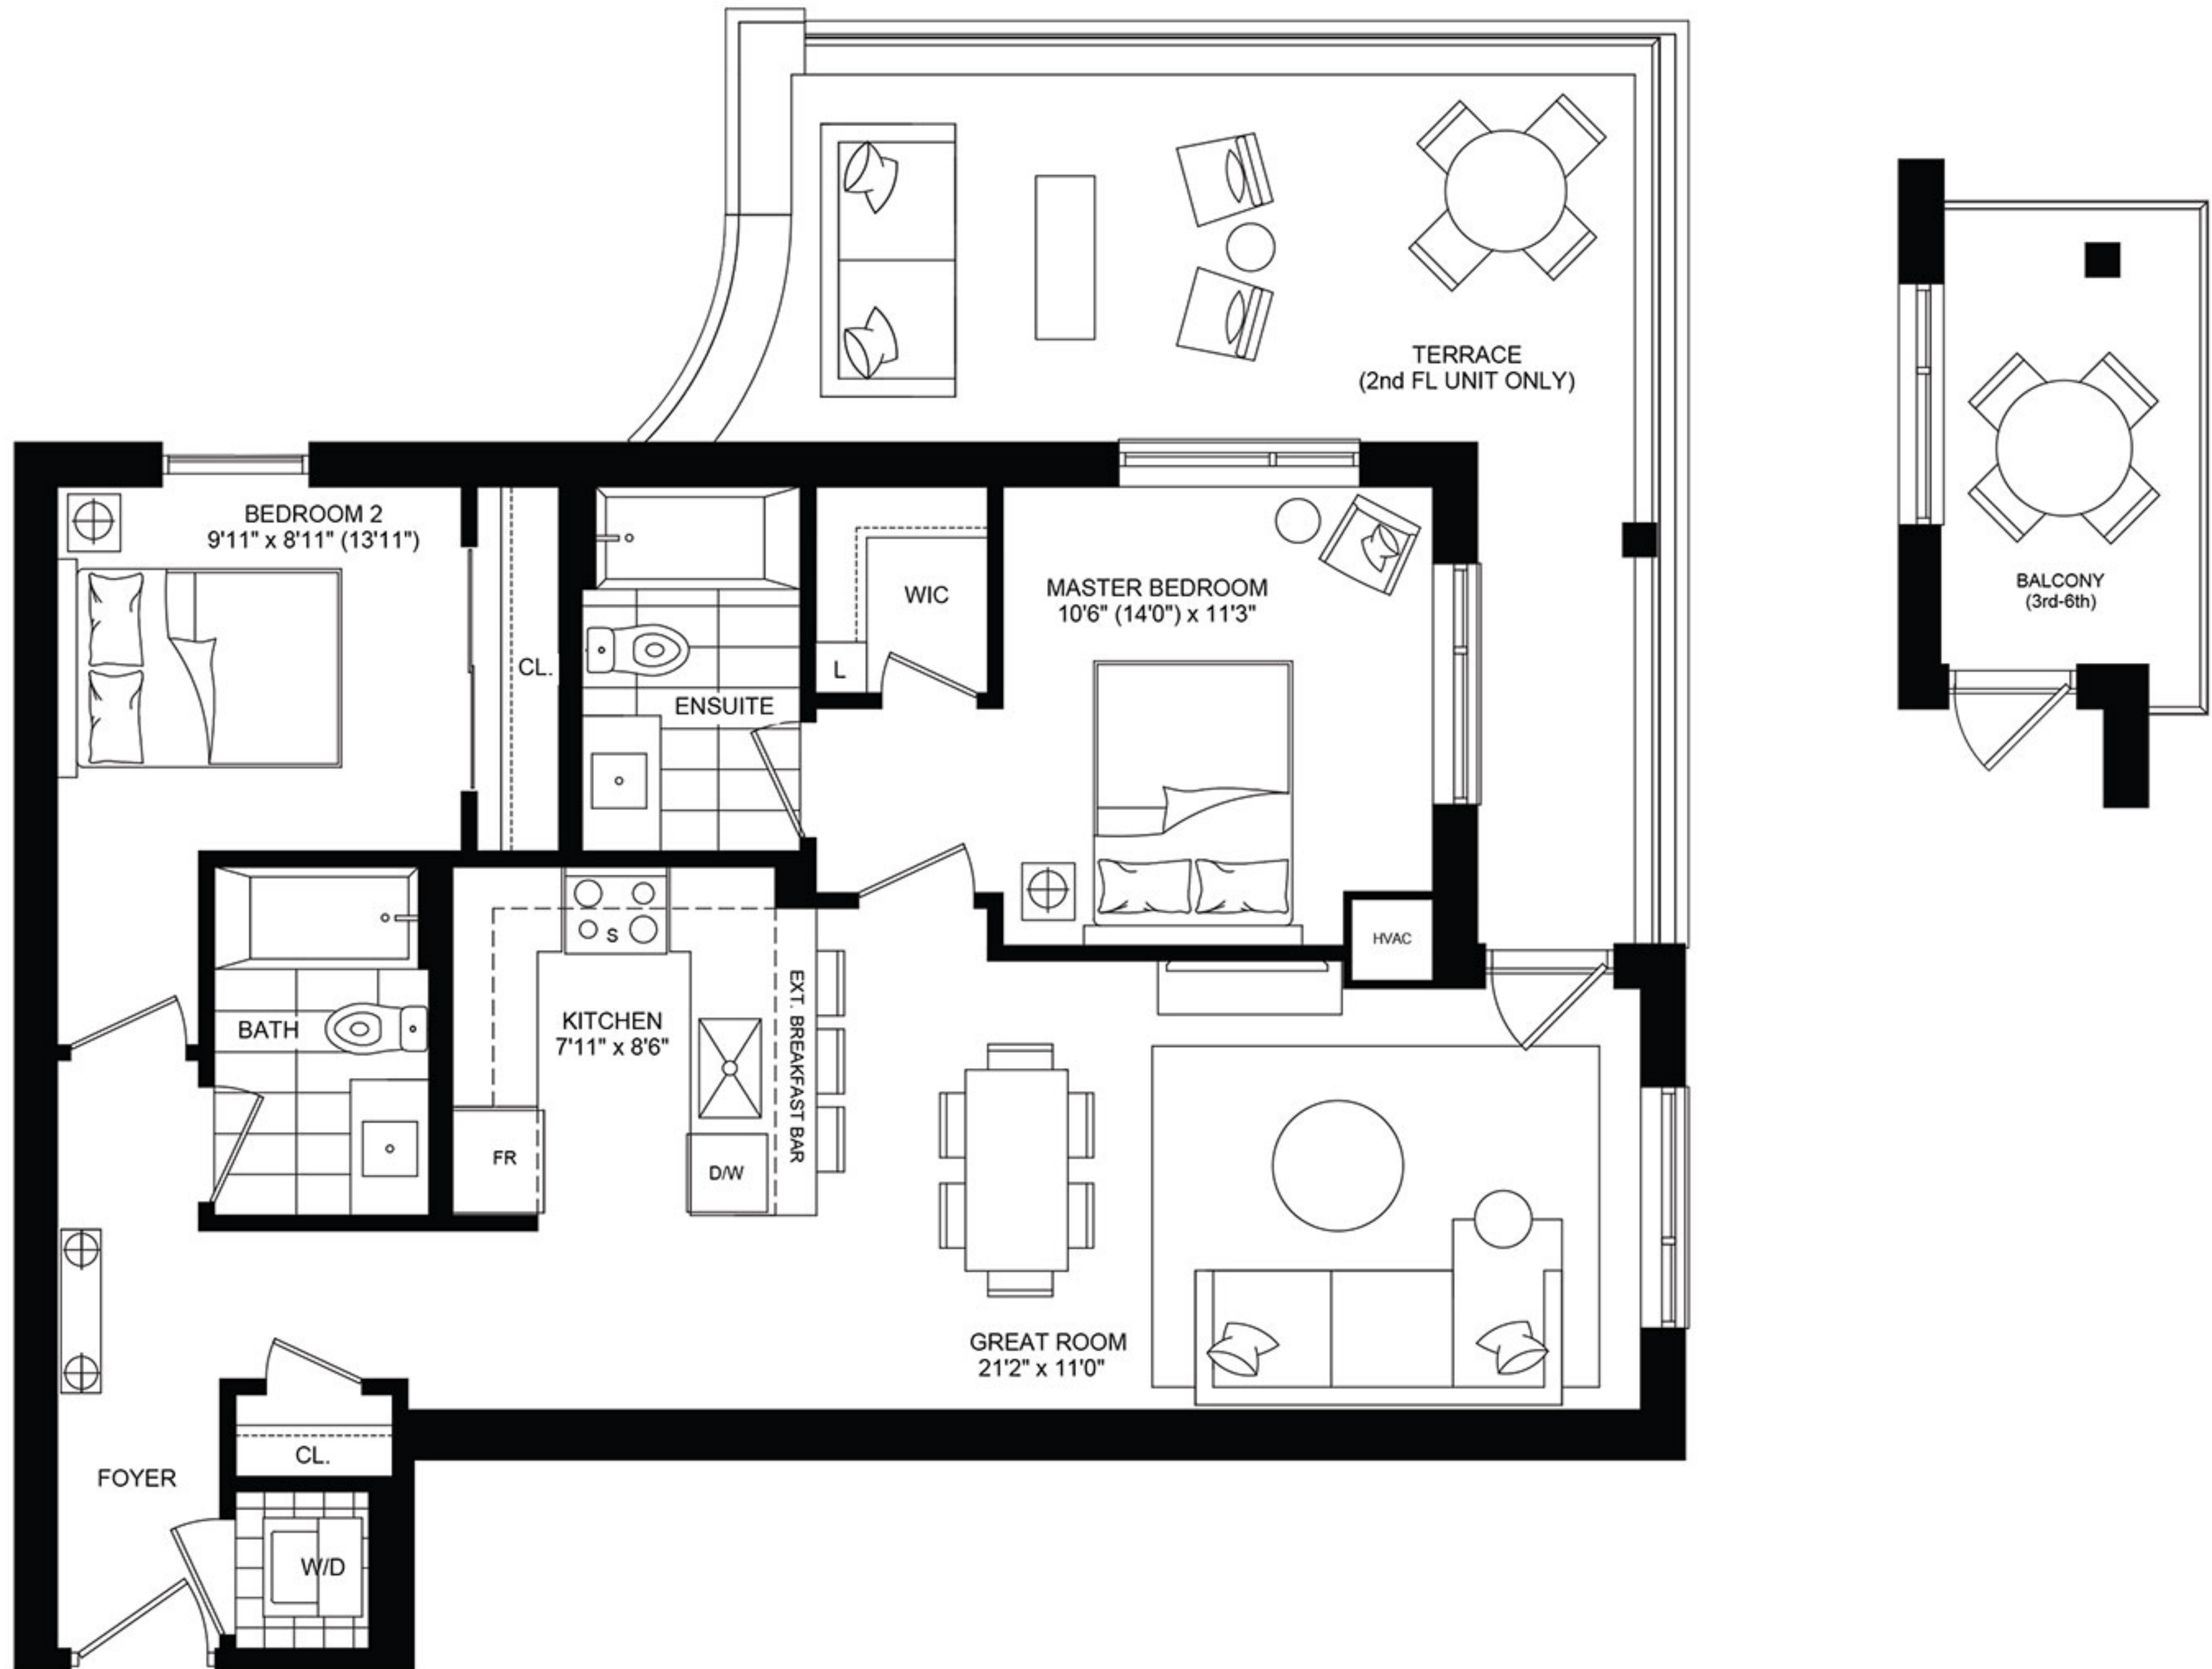 TERRACE
(2nd FL UNIT ONLY)
BEDROOM 2
9'11" x 8'11" (13'11")
CL.
ENSUITE
WIC
L
MASTER BEDROOM
10'6" (14'0") x 11'3"
HVAC
BALCONY
(3rd-6th)
BATH
S
KITCHEN
7'11" x 8'6"
FR
D/W
EXT. BREAKFAST BAR
GREAT ROOM
21'2" x 11'0"
CL.
FOYER
W/D